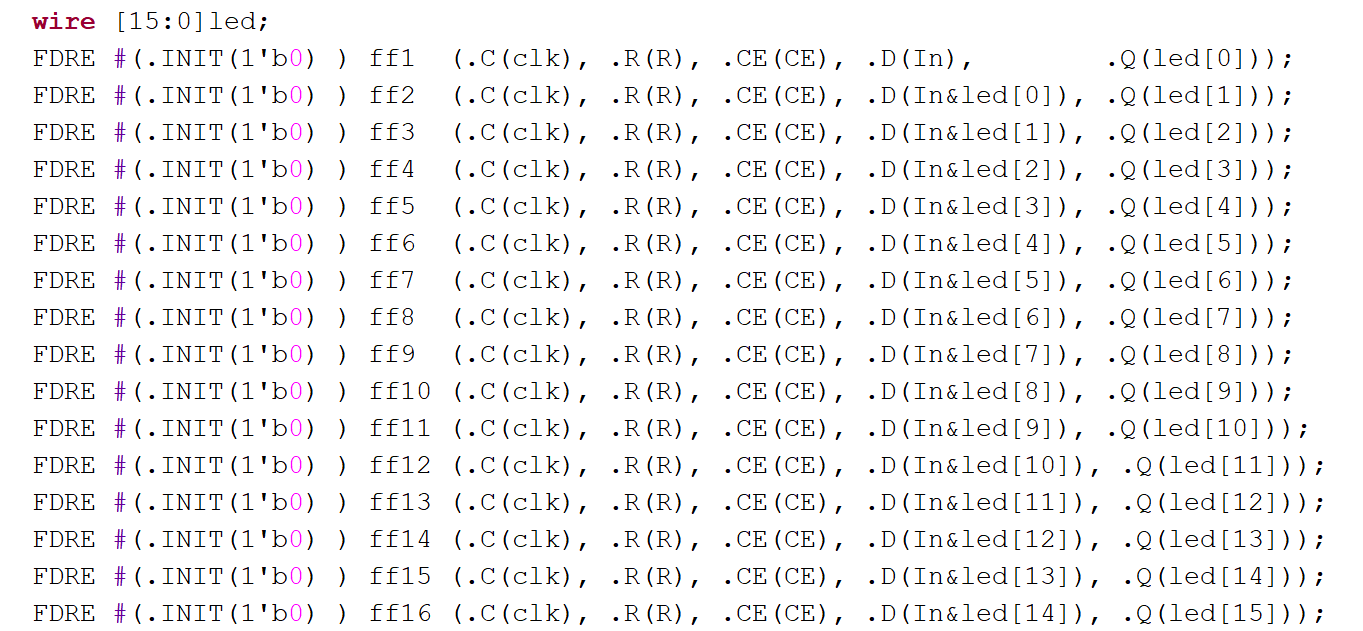 wire [15:0]led;
FDRE #(.INIT(1'b0) ) ff1  (.C(clk), .R(R), .CE(CE), .D(In),        .Q(led[0]));
FDRE #(.INIT(1'b0) ) ff2  (.C(clk), .R(R), .CE(CE), .D(In&led[0]), .Q(led[1]));
FDRE #(.INIT(1'b0) ) ff3  (.C(clk), .R(R), .CE(CE), .D(In&led[1]), .Q(led[2]));
FDRE #(.INIT(1'b0) ) ff4  (.C(clk), .R(R), .CE(CE), .D(In&led[2]), .Q(led[3]));
FDRE #(.INIT(1'b0) ) ff5  (.C(clk), .R(R), .CE(CE), .D(In&led[3]), .Q(led[4]));
FDRE #(.INIT(1'b0) ) ff6  (.C(clk), .R(R), .CE(CE), .D(In&led[4]), .Q(led[5]));
FDRE #(.INIT(1'b0) ) ff7  (.C(clk), .R(R), .CE(CE), .D(In&led[5]), .Q(led[6]));
FDRE #(.INIT(1'b0) ) ff8  (.C(clk), .R(R), .CE(CE), .D(In&led[6]), .Q(led[7]));
FDRE #(.INIT(1'b0) ) ff9  (.C(clk), .R(R), .CE(CE), .D(In&led[7]), .Q(led[8]));
FDRE #(.INIT(1'b0) ) ff10 (.C(clk), .R(R), .CE(CE), .D(In&led[8]), .Q(led[9]));
FDRE #(.INIT(1'b0) ) ff11 (.C(clk), .R(R), .CE(CE), .D(In&led[9]), .Q(led[10]));
FDRE #(.INIT(1'b0) ) ff12 (.C(clk), .R(R), .CE(CE), .D(In&led[10]), .Q(led[11]));
FDRE #(.INIT(1'b0) ) ff13 (.C(clk), .R(R), .CE(CE), .D(In&led[11]), .Q(led[12]));
FDRE #(.INIT(1'b0) ) ff14 (.C(clk), .R(R), .CE(CE), .D(In&led[12]), .Q(led[13]));
FDRE #(.INIT(1'b0) ) ff15 (.C(clk), .R(R), .CE(CE), .D(In&led[13]), .Q(led[14]));
FDRE #(.INIT(1'b0) ) ff16 (.C(clk), .R(R), .CE(CE), .D(In&led[14]), .Q(led[15]));